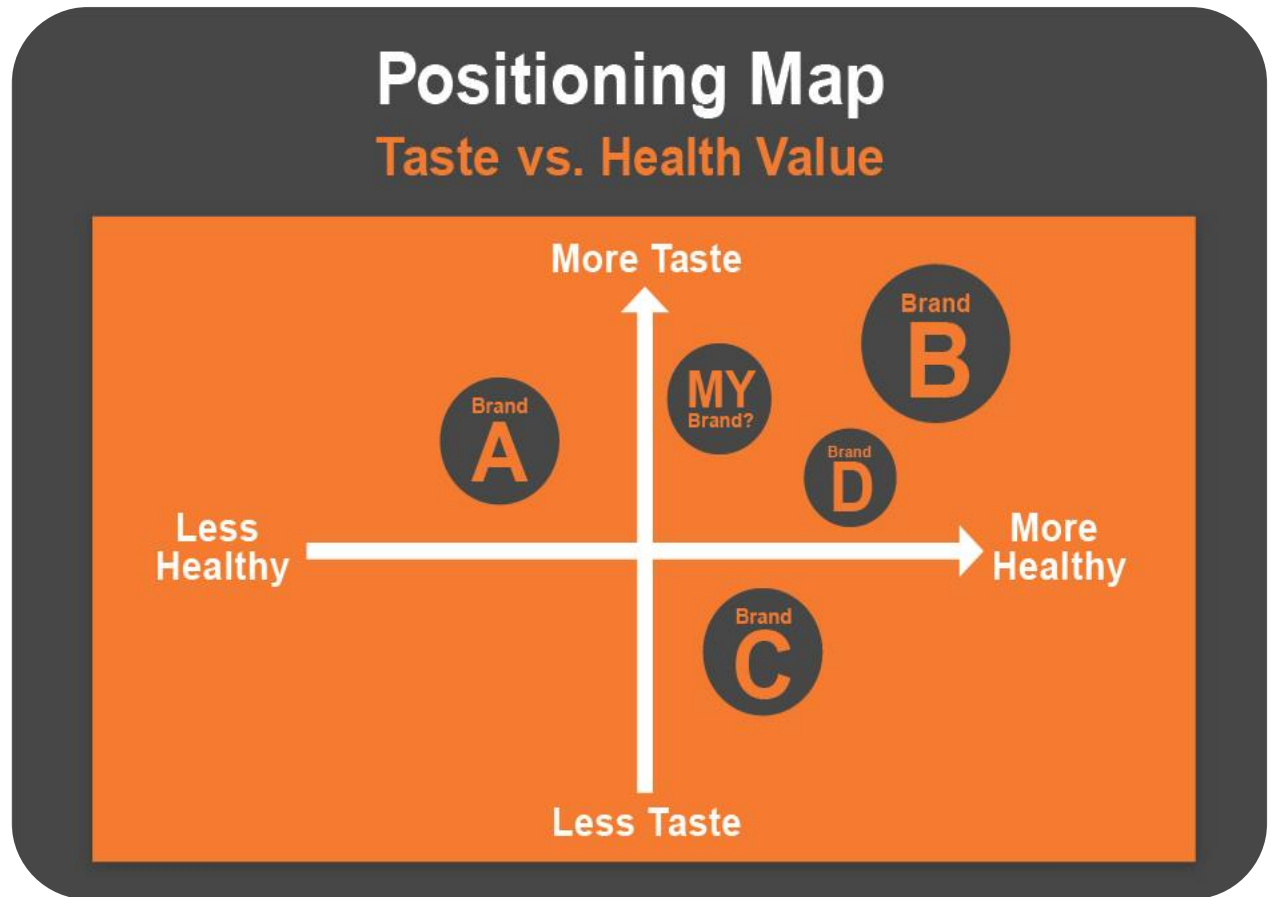 Positioning Map
Taste vs. Health Value
More Taste
Brand
B
MY
Brand?
Brand
A
Brand
D
Less
Healthy
More
Healthy
Brand
C
Less Taste